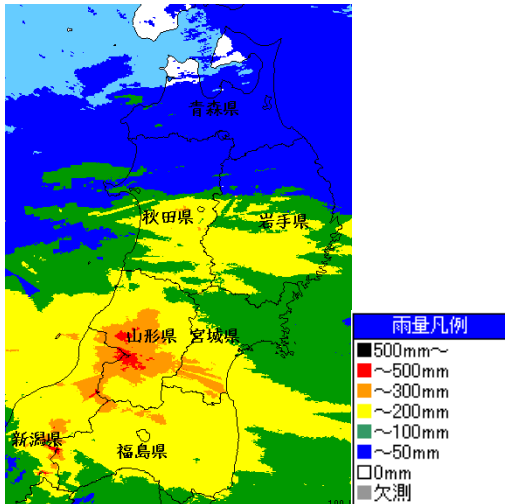 青森県
秋田県
岩手県
山形県
宮城県
新潟県
福島県
雨量凡例
500mm～
～500mm
～300mm
～200mm
～100mm
～50mm
0mm
欠測